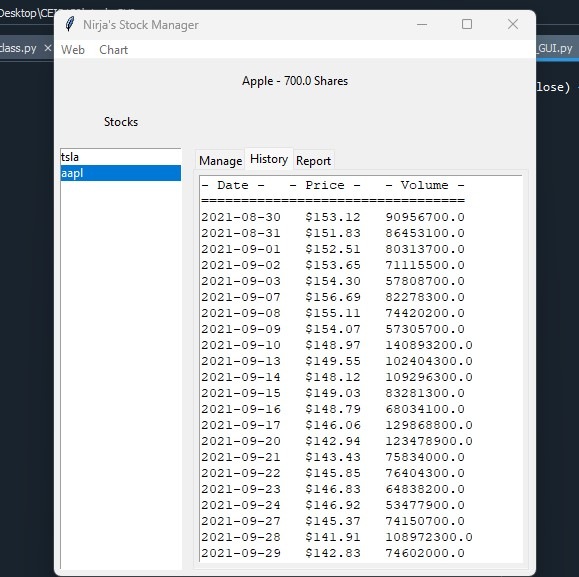 Desktop\CEIS150\
lass.py ×
_GUI.py
lose)
Nirja's Stock Manager
Web Chart
Apple - 700.0 Shares
Stocks
tsla
aapl
Manage History Report
- Date - - Price - - Volume -
=================================
2021-08-30 $153.12 90956700.0
2021-08-31 $151.83 86453100.0
2021-09-01 $152.51 80313700.0
2021-09-02 $153.65 71115500.0
2021-09-03 $154.30 57808700.0
2021-09-07 $156.69 82278300.0
2021-09-08 $155.11 74420200.0
2021-09-09 $154.07 57305700.0
2021-09-10 $148.97 140893200.0
2021-09-13 $149.55 102404300.0
2021-09-14 $148.12 109296300.0
2021-09-15 $149.03 83281300.0
2021-09-16 $148.79 68034100.0
2021-09-17 $146.06 129868800.0
2021-09-20 $142.94 123478900.0
2021-09-21 $143.43 75834000.0
2021-09-22 $145.85 76404300.0
2021-09-23 $146.83 64838200.0
2021-09-24 $146.92 53477900.0
2021-09-27 $145.37 74150700.0
2021-09-28 $141.91 108972300.0
2021-09-29 $142.83 74602000.0